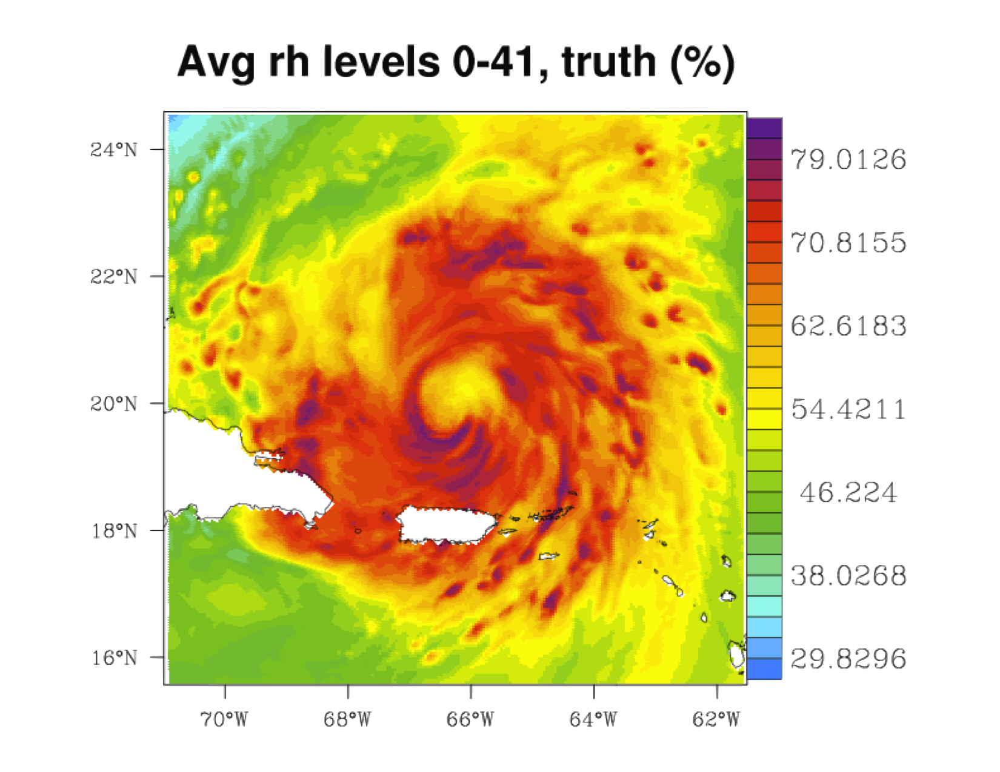 Avg rh levels 0-41, truth (%)
24°N
22°N
20°N
18°N
16°N
70°W 68°W 66°W 64°W 62°W
79.0126
70.8155
62.6183
54.4211
46.224
38.0268
29.8296